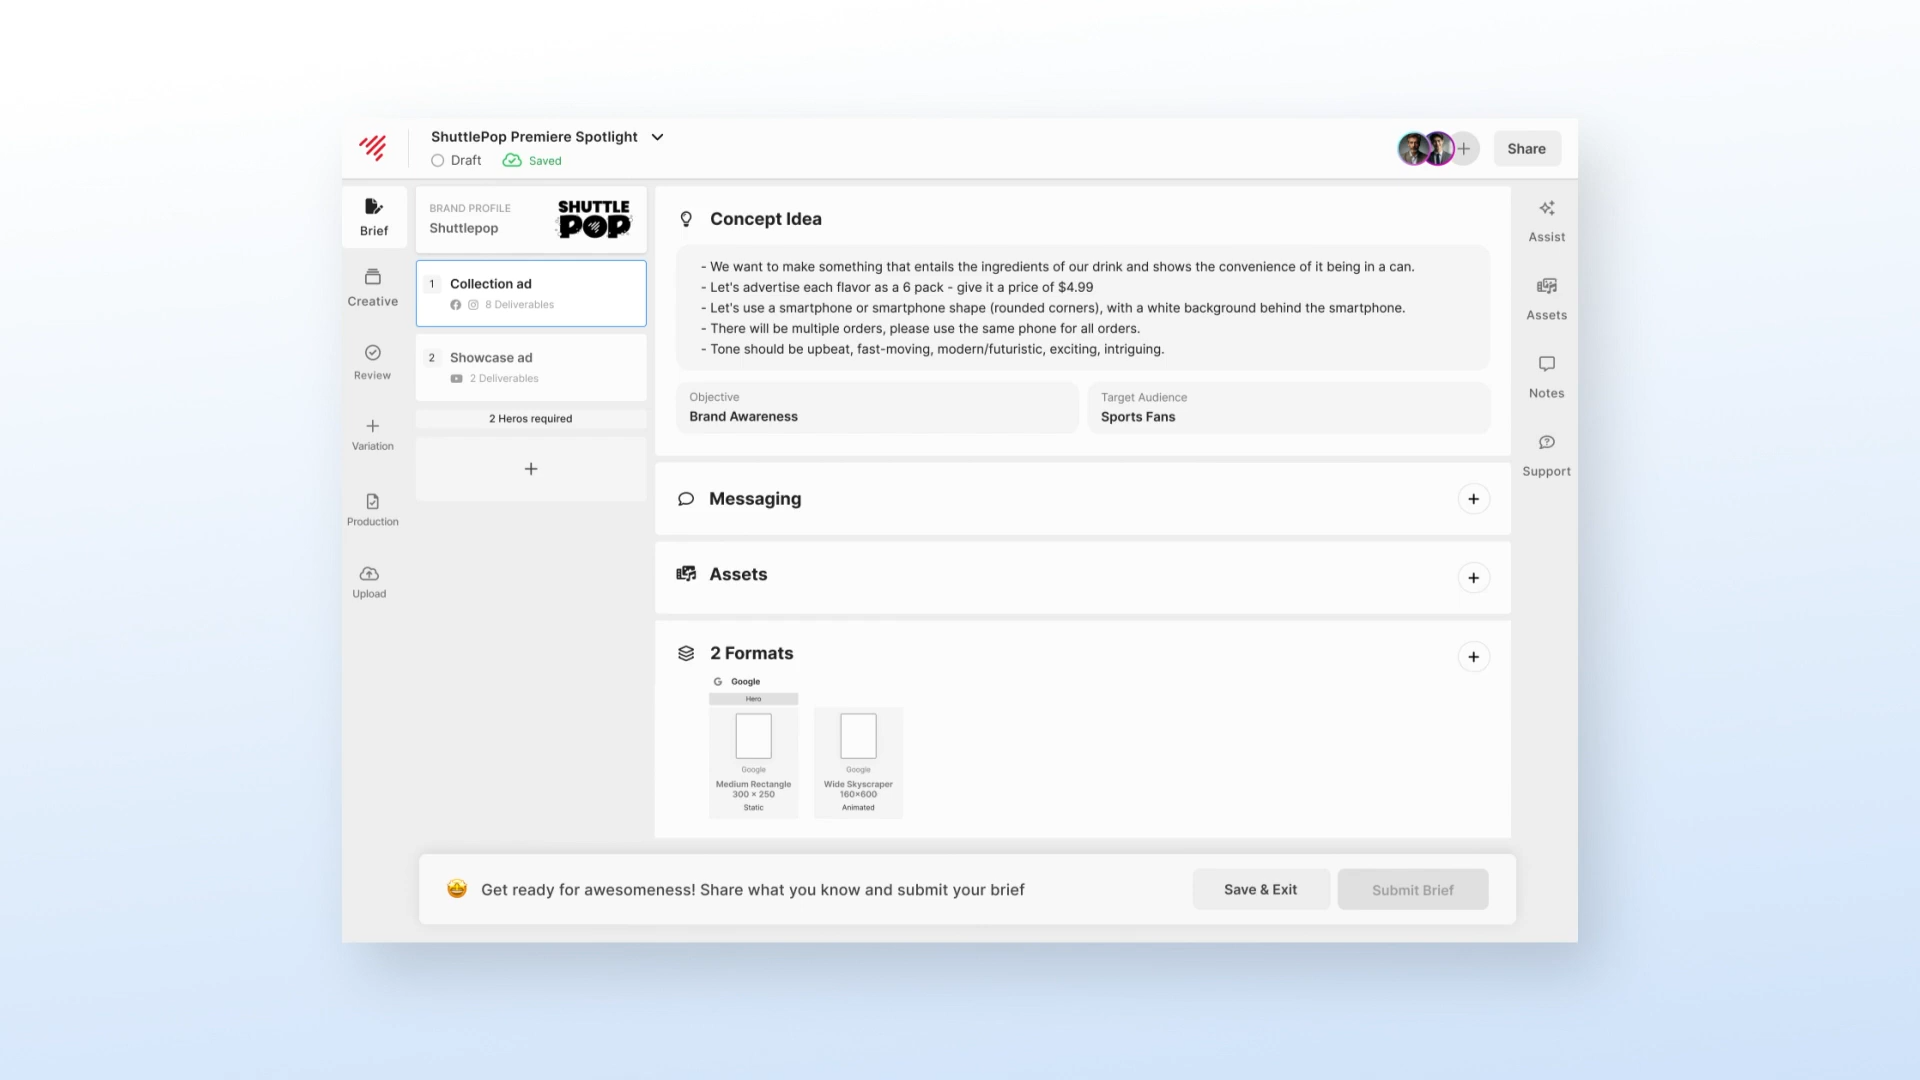 ShuttlePop Premiere Spotlight
Draft
Saved
Share
Brief
Creative
Review
Variation
Production
Upload
BRAND PROFILE
Shuttlepop
SHUTTLE
POP
1
Collection ad
8 Deliverables
2
Showcase ad
2 Deliverables
2 Heros required
Concept Idea
- We want to make something that entails the ingredients of our drink and shows the convenience of it being in a can.
- Let's advertise each flavor as a 6 pack - give it a price of $4.99
- Let's use a smartphone or smartphone shape (rounded corners), with a white background behind the smartphone.
- There will be multiple orders, please use the same phone for all orders.
- Tone should be upbeat, fast-moving, modern/futuristic, exciting, intriguing.
Objective
Brand Awareness
Target Audience
Sports Fans
Messaging
Assets
2 Formats
Google
Hero
Google
Medium Rectangle
300 × 250
Static
Google
Wide Skyscraper
160×600
Animated
Get ready for awesomeness! Share what you know and submit your brief
Save & Exit
Submit Brief
Assist
Assets
Notes
Support